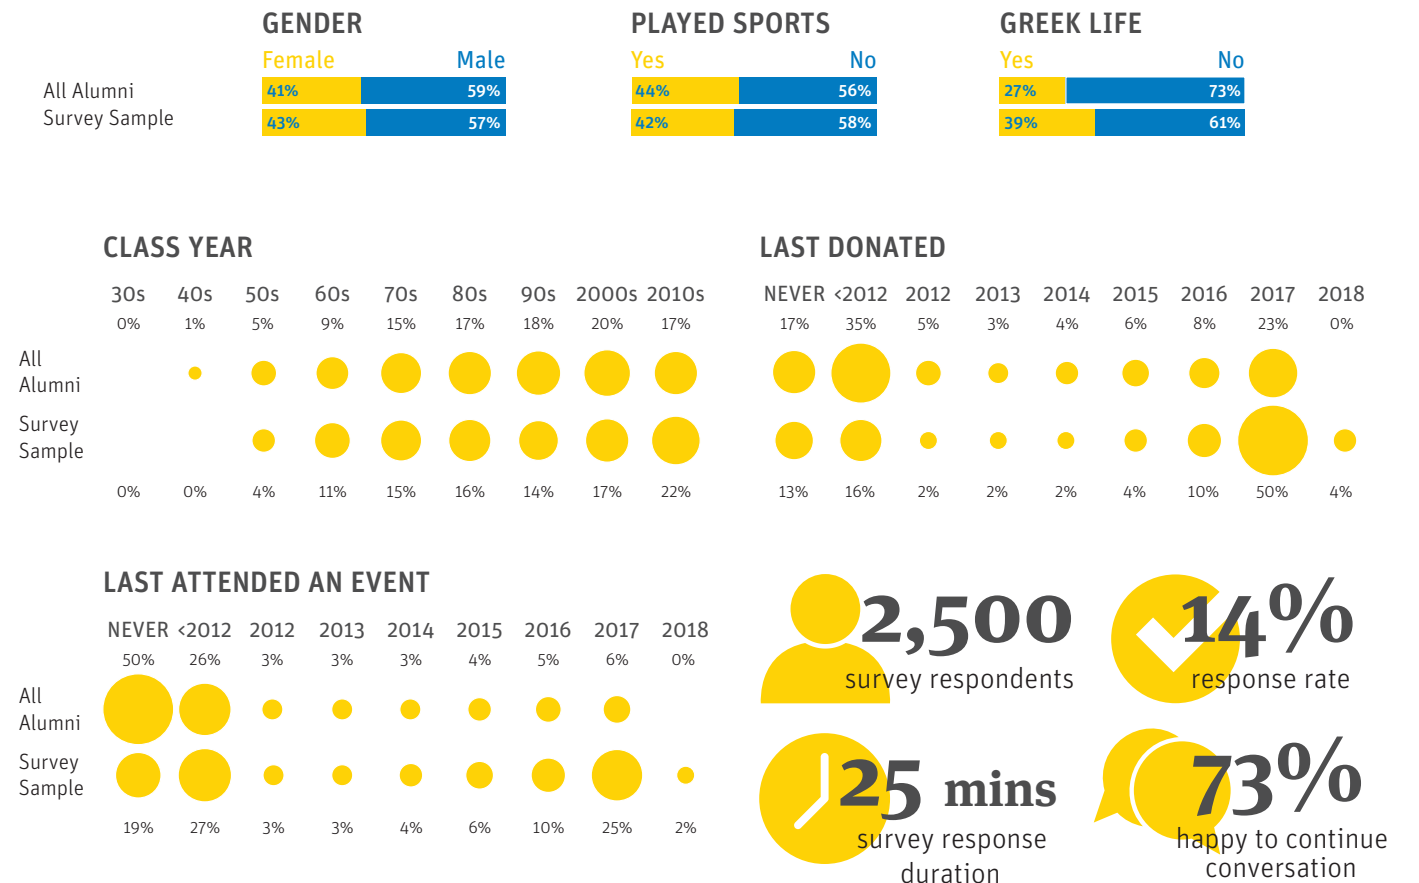 GENDER
Female Male
All Alumni 41% 59%
Survey Sample 43% 57%
PLAYED SPORTS
Yes No
44% 56%
42% 58%
GREEK LIFE
Yes No
27% 73%
39% 61%
CLASS YEAR
30s 40s 50s 60s 70s 80s 90s 2000s 2010s
0% 1% 5% 9% 15% 17% 18% 20% 17%
All
Alumni
Survey
Sample
0% 0% 4% 11% 15% 16% 14% 17% 22%
LAST DONATED
NEVER <2012 2012 2013 2014 2015 2016 2017 2018
17% 35% 5% 3% 4% 6% 8% 23% 0%
13% 16% 2% 2% 2% 4% 10% 50% 4%
LAST ATTENDED AN EVENT
NEVER <2012 2012 2013 2014 2015 2016 2017 2018
50% 26% 3% 3% 3% 4% 5% 6% 0%
All
Alumni
Survey
Sample
19% 27% 3% 3% 4% 6% 10% 25% 2%
2,500
survey respondents
14%
response rate
25 mins
survey response
duration
73%
happy to continue
conversation